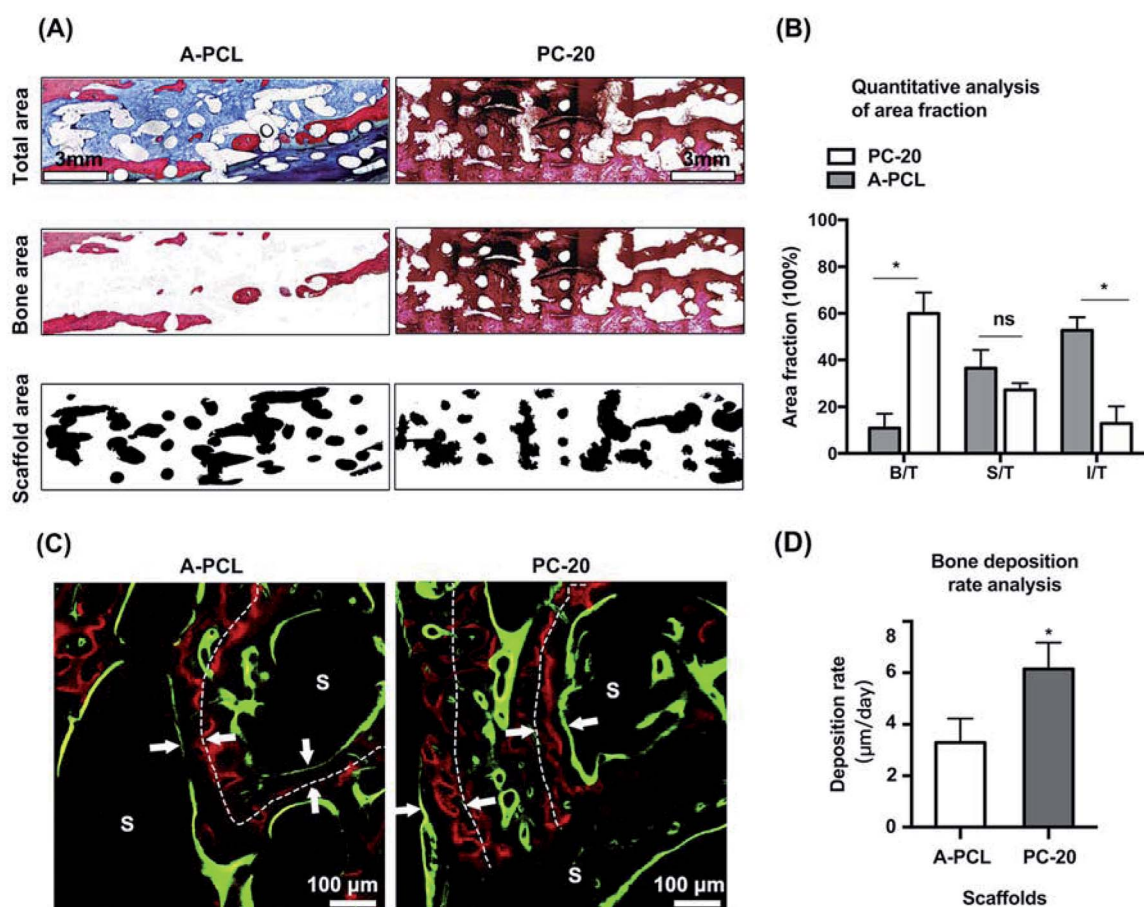 (A)
A-PCL
PC-20
Total area
3mm
3mm
Bone area
Scaffold area
(B)
Quantitative analysis
of area fraction
PC-20
A-PCL
Area fraction (100%)
100
80
60
40
20
0
*
ns
*
B/T
S/T
I/T
(C)
A-PCL
PC-20
S
S
100 µm
S
S
100 µm
(D)
Bone deposition
rate analysis
Deposition rate
(µm/day)
8
6
4
2
0
*
A-PCL
PC-20
Scaffolds